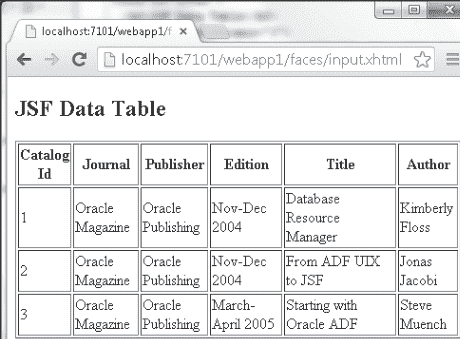 localhost:7101/webapp1/f
localhost:7101/webapp1/faces/input.xhtml
JSF Data Table
Catalog Id Journal Publisher Edition Title Author
1 Oracle Magazine Oracle Publishing Nov-Dec 2004 Database Resource Manager Kimberly Floss
2 Oracle Magazine Oracle Publishing Nov-Dec 2004 From ADF UIX to JSF Jonas Jacobi
3 Oracle Magazine Oracle Publishing March-April 2005 Starting with Oracle ADF Steve Muench